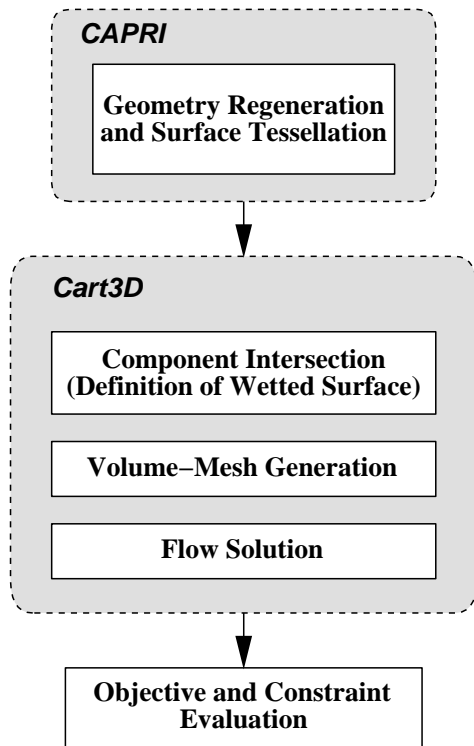 CAPRI
Geometry Regeneration
and Surface Tessellation
Cart3D
Component Intersection
(Definition of Wetted Surface)
Volume−Mesh Generation
Flow Solution
Objective and Constraint
Evaluation